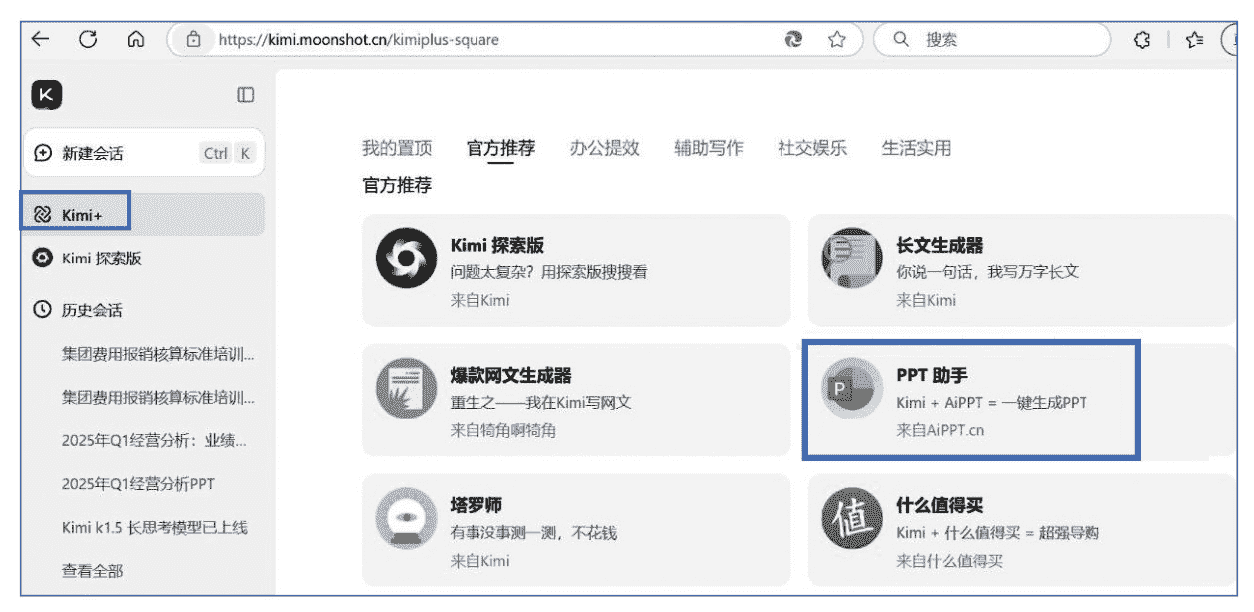 https://kimi.moonshot.cn/kimiplus-square
搜索
K
新建会话 Ctrl K
Kimi+
Kimi 探索版
历史会话
集团费用报销核算标准培训...
集团费用报销核算标准培训...
2025年Q1经营分析：业绩...
2025年Q1经营分析PPT
Kimi k1.5 长思考模型已上线
查看全部
我的置顶 官方推荐 办公提效 辅助写作 社交娱乐 生活实用
官方推荐
Kimi 探索版
问题太复杂？用探索版搜搜看
来自Kimi
长文生成器
你说一句话，我写万字长文
来自Kimi
爆款网文生成器
重生之——我在Kimi写网文
来自犄角啊犄角
P
PPT 助手
Kimi + AiPPT = 一键生成PPT
来自AiPPT.cn
塔罗师
有事没事测一测，不花钱
来自Kimi
值
什么值得买
Kimi + 什么值得买 = 超强导购
来自什么值得买